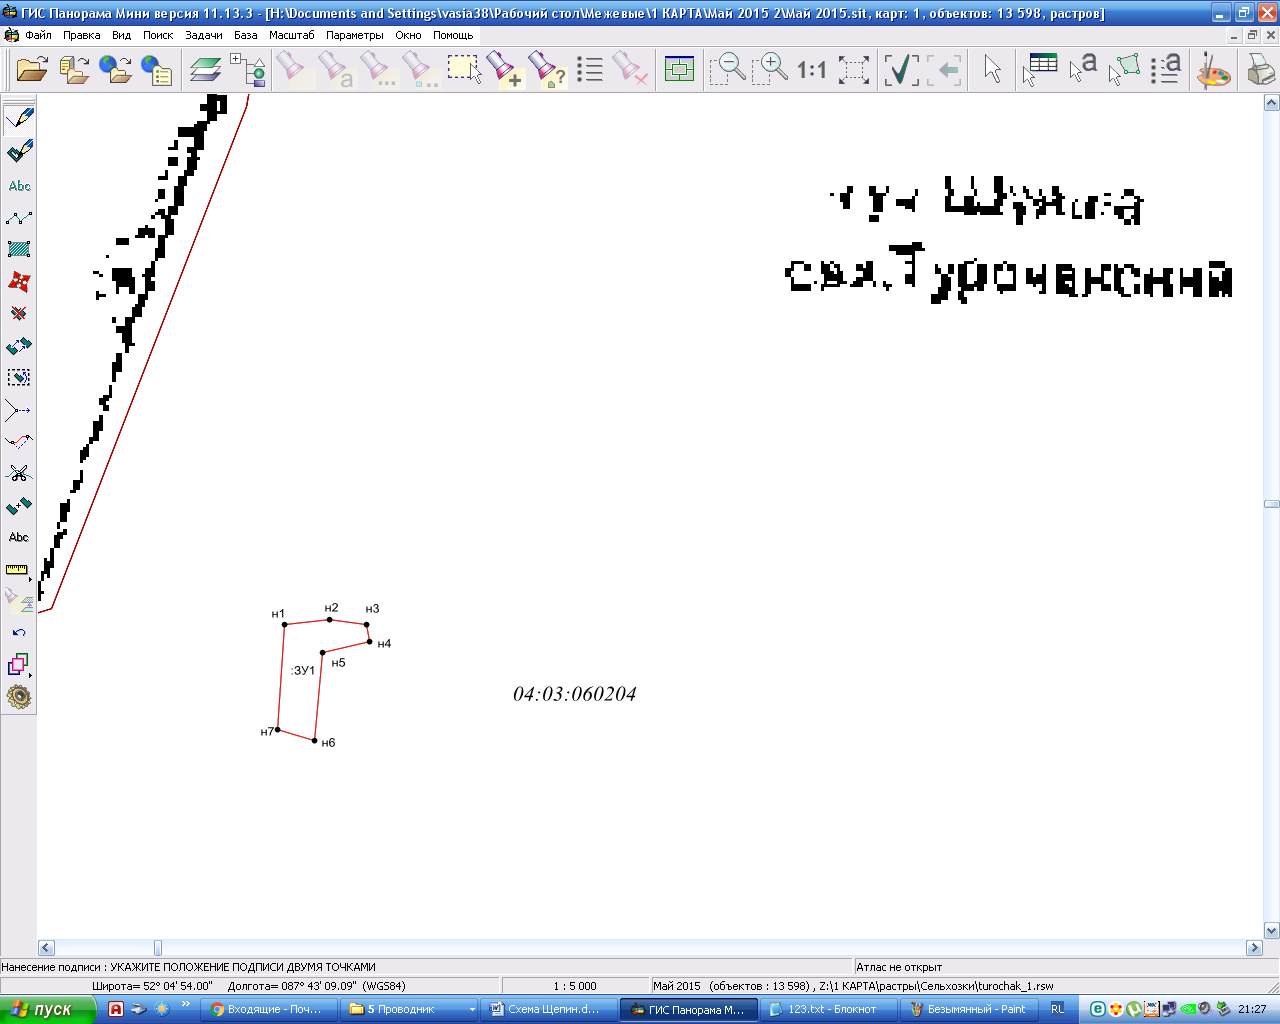 ГИС Панорама Мини версия 11.13.3 - [H:\Documents and Settings\vasia38\Рабочий стол\Межевые\1 КАРТА\Май 2015 2\Май 2015.sit, карт: 1, объектов: 13 598, растров]
Файл Правка Вид Поиск Задачи База Масштаб Параметры Окно Помощь
1:1
Abc
Abc
свх.Турочакский
н1
н2
н3
н4
н5
:ЗУ1
04:03:060204
н7
н6
Нанесение подписи : УКАЖИТЕ ПОЛОЖЕНИЕ ПОДПИСИ ДВУМЯ ТОЧКАМИ
Атлас не открыт
Широта= 52° 04' 54.00" Долгота= 087° 43' 09.09" (WGS84)
1 : 5 000
Май 2015 (объектов : 13 598) , Z:\1 КАРТА\растры\Сельхозки\turochak_1.rsw
пуск
Входящие - Поч...
5 Проводник
Схема Щепин.d...
ГИС Панорама М...
123.txt - Блокнот
Безымянный - Paint
RL
21:27